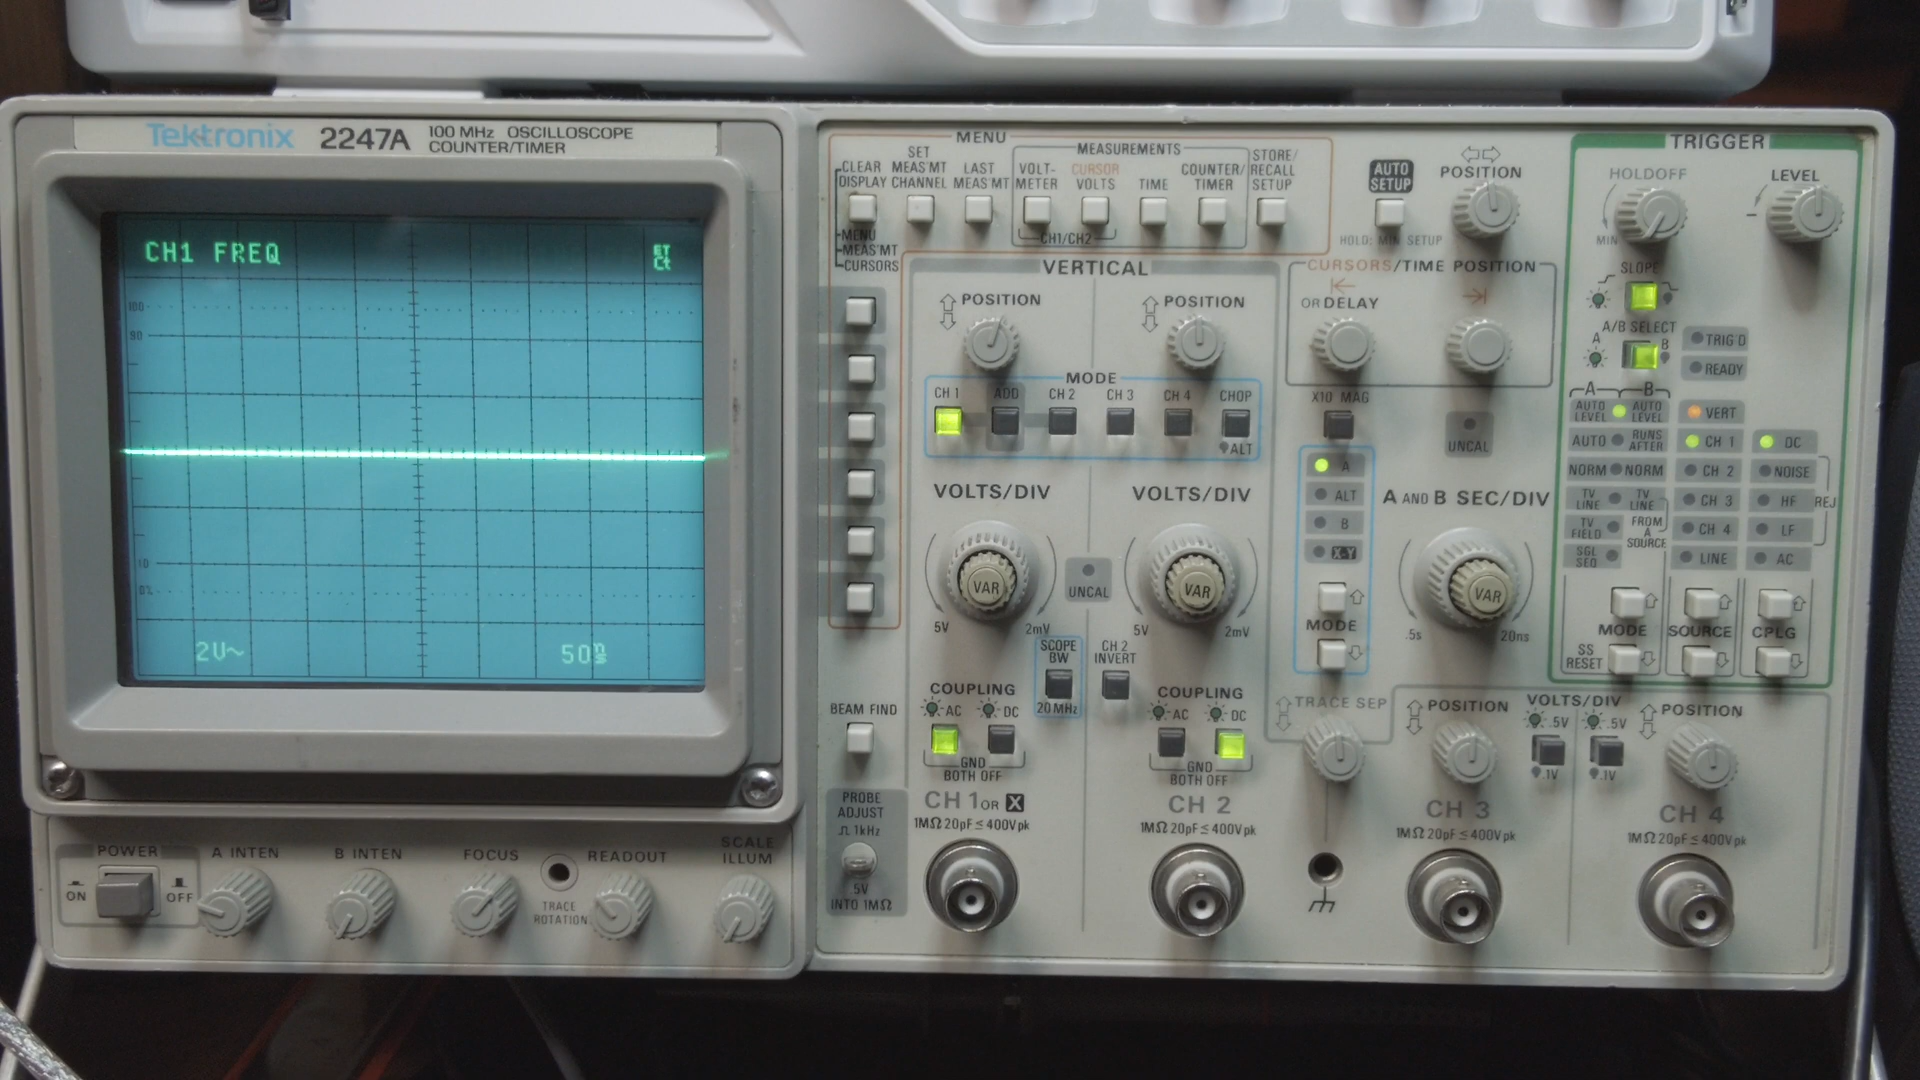 Tektronix 2247A 100 MHz OSCILLOSCOPE
COUNTER/TIMER
CH1 FREQ
100
90
10
0%
2V~
POWER
ON
OFF
A INTEN
B INTEN
FOCUS
TRACE
ROTATION
READOUT
SCALE
ILLUM
MENU
CLEAR
DISPLAY
SET
MEAS'MT
CHANNEL
LAST
MEAS'MT
MEASUREMENTS
VOLT-
METER
CURSOR
VOLTS
TIME
COUNTER/
TIMER
STORE/
RECALL
SETUP
CH1/CH2
MENU
MEAS'MT
CURSORS
AUTO
SETUP
HOLD: MIN SETUP
POSITION
VERTICAL
POSITION
POSITION
MODE
CH 1
ADD
CH 2
CH 3
CH 4
CHOP
ALT
VOLTS/DIV
VAR
5V
2mV
UNCAL
VOLTS/DIV
VAR
5V
2mV
SCOPE
BW
20 MHz
CH 2
INVERT
COUPLING
AC
DC
GND
BOTH OFF
COUPLING
AC
DC
GND
BOTH OFF
BEAM FIND
PROBE
ADJUST
1kHz
5V
INTO 1MΩ
CH 1 OR X
1MΩ 20pF ≤ 400Vpk
CH 2
1MΩ 20pF ≤ 400Vpk
CURSORS/TIME POSITION
OR DELAY
X10 MAG
UNCAL
A
ALT
B
X-Y
MODE
A AND B SEC/DIV
VAR
.5s
20ns
TRACE SEP
POSITION
VOLTS/DIV
.5V
.1V
.5V
.1V
POSITION
CH 3
1MΩ 20pF ≤ 400Vpk
CH 4
1MΩ 20pF ≤ 400Vpk
TRIGGER
HOLDOFF
MIN
LEVEL
SLOPE
A/B SELECT
A
B
TRIG'D
READY
A
B
AUTO
LEVEL
AUTO
LEVEL
AUTO
RUNS
AFTER
NORM
NORM
TV
LINE
TV
LINE
TV
FIELD
FROM
A
SOURCE
SGL
SEQ
VERT
CH 1
CH 2
CH 3
CH 4
LINE
DC
NOISE
HF
LF
AC
REJ
MODE
SOURCE
CPLG
SS
RESET